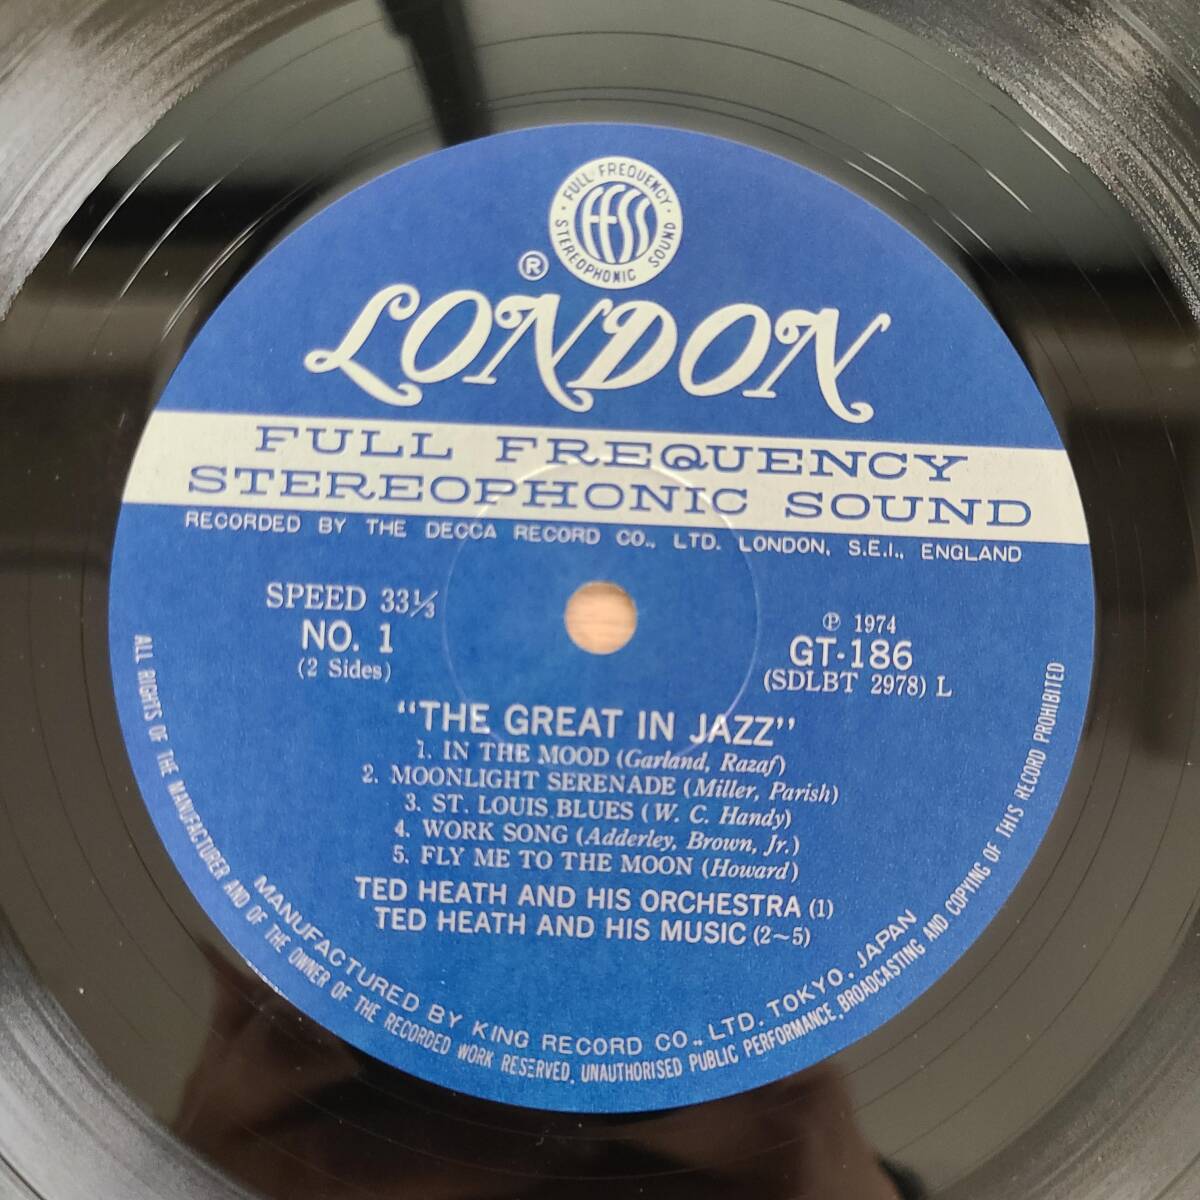 FULL FREQUENCY
ffss
STEREOPHONIC SOUND
®
LONDON
FULL FREQUENCY
STEREOPHONIC SOUND
RECORDED BY THE DECCA RECORD CO., LTD. LONDON, S.E.I., ENGLAND
SPEED 33⅓
NO. 1
(2 Sides)
℗ 1974
GT-186
(SDLBT 2978) L
"THE GREAT IN JAZZ"
1. IN THE MOOD (Garland, Razaf)
2. MOONLIGHT SERENADE (Miller, Parish)
3. ST. LOUIS BLUES (W. C. Handy)
4. WORK SONG (Adderley, Brown, Jr.)
5. FLY ME TO THE MOON (Howard)
TED HEATH AND HIS ORCHESTRA (1)
TED HEATH AND HIS MUSIC (2~5)
MANUFACTURED BY KING RECORD CO., LTD. TOKYO, JAPAN
ALL RIGHTS OF THE MANUFACTURER AND OF THE OWNER OF THE RECORDED WORK RESERVED. UNAUTHORISED PUBLIC PERFORMANCE, BROADCASTING AND COPYING OF THIS RECORD PROHIBITED